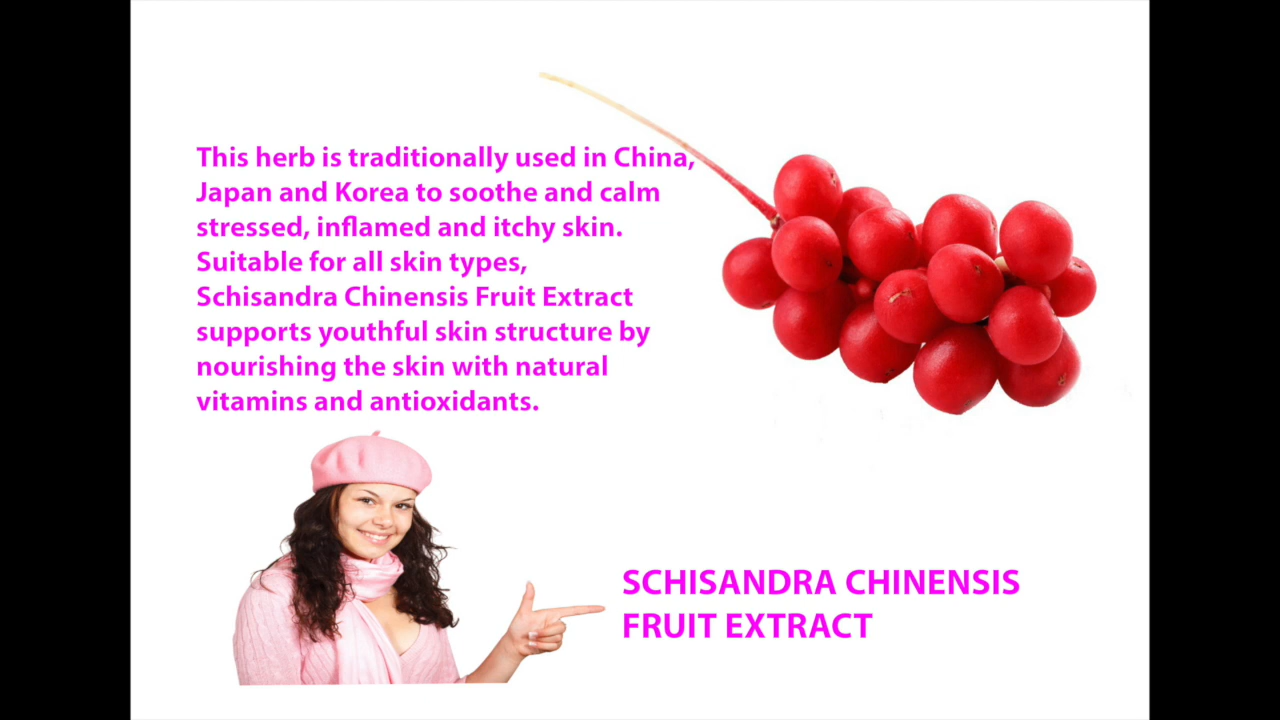 This herb is traditionally used in China,
Japan and Korea to soothe and calm
stressed, inflamed and itchy skin.
Suitable for all skin types,
Schisandra Chinensis Fruit Extract
supports youthful skin structure by
nourishing the skin with natural
vitamins and antioxidants.
SCHISANDRA CHINENSIS
FRUIT EXTRACT